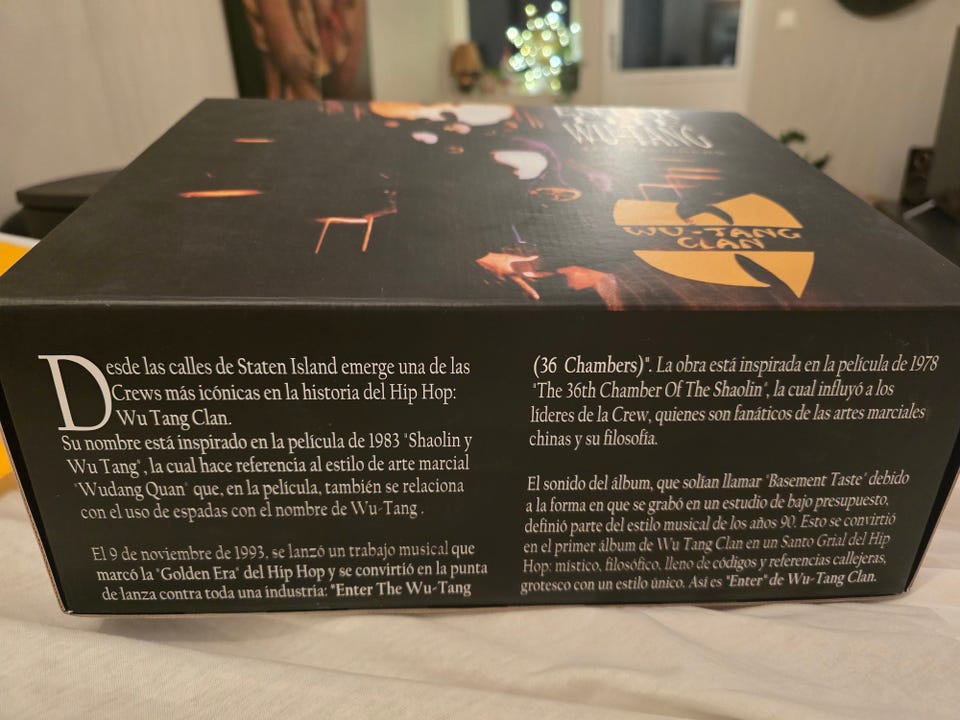 WU-TANG
WU-TANG
CLAN
Desde las calles de Staten Island emerge una de las
Crews más icónicas en la historia del Hip Hop:
Wu Tang Clan.
Su nombre está inspirado en la película de 1983 "Shaolin y
Wu Tang", la cual hace referencia al estilo de arte marcial
"Wudang Quan" que, en la película, también se relaciona
con el uso de espadas con el nombre de Wu-Tang .
El 9 de noviembre de 1993, se lanzó un trabajo musical que
marcó la "Golden Era" del Hip Hop y se convirtió en la punta
de lanza contra toda una industria: "Enter The Wu-Tang
(36 Chambers)". La obra está inspirada en la película de 1978
"The 36th Chamber Of The Shaolin", la cual influyó a los
líderes de la Crew, quienes son fanáticos de las artes marciales
chinas y su filosofía.
El sonido del álbum, que solían llamar "Basement Taste" debido
a la forma en que se grabó en un estudio de bajo presupuesto,
definió parte del estilo musical de los años 90. Esto se convirtió
en el primer álbum de Wu Tang Clan en un Santo Grial del Hip
Hop: místico, filosófico, lleno de códigos y referencias callejeras,
grotesco con un estilo único. Así es "Enter" de Wu-Tang Clan.